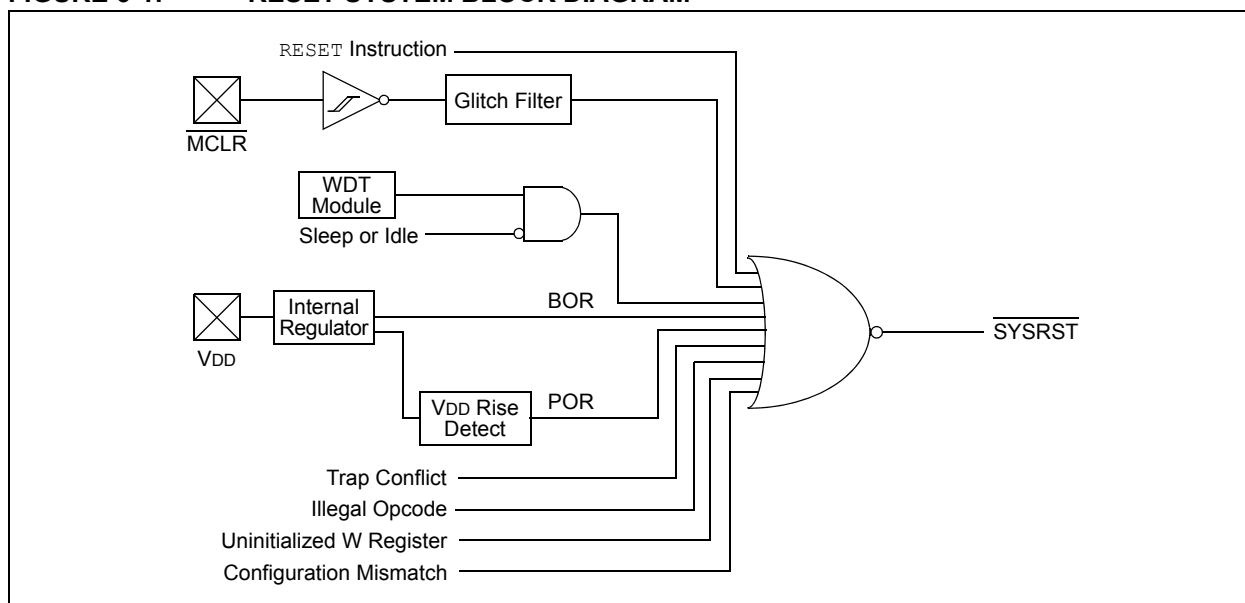 RESET Instruction
Glitch Filter
MCLR
WDT
Module
Sleep or Idle
BOR
Internal
Regulator
VDD
SYSRST
VDD Rise
Detect
POR
Trap Conflict
Illegal Opcode
Uninitialized W Register
Configuration Mismatch